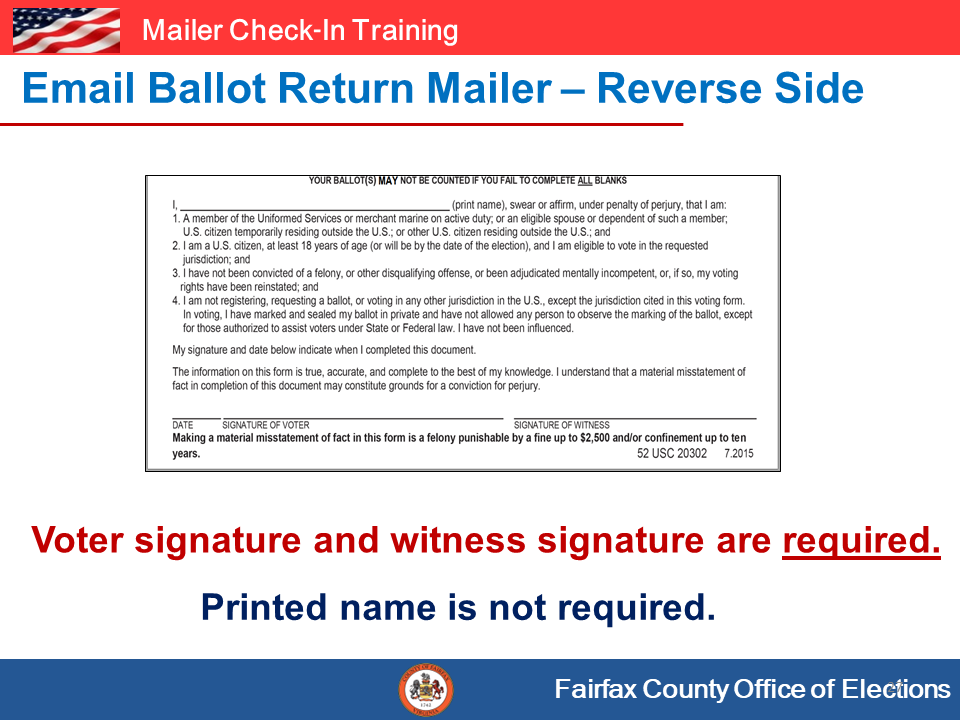 Mailer Check-In Training
Email Ballot Return Mailer – Reverse Side
YOUR BALLOT(S) MAY NOT BE COUNTED IF YOU FAIL TO COMPLETE ALL BLANKS
I, ______________________________________________ (print name), swear or affirm, under penalty of perjury, that I am:
1. A member of the Uniformed Services or merchant marine on active duty; or an eligible spouse or dependent of such a member;
U.S. citizen temporarily residing outside the U.S.; or other U.S. citizen residing outside the U.S.; and
2. I am a U.S. citizen, at least 18 years of age (or will be by the date of the election), and I am eligible to vote in the requested
jurisdiction; and
3. I have not been convicted of a felony, or other disqualifying offense, or been adjudicated mentally incompetent, or, if so, my voting
rights have been reinstated; and
4. I am not registering, requesting a ballot, or voting in any other jurisdiction in the U.S., except the jurisdiction cited in this voting form.
In voting, I have marked and sealed my ballot in private and have not allowed any person to observe the marking of the ballot, except
for those authorized to assist voters under State or Federal law. I have not been influenced.
My signature and date below indicate when I completed this document.
The information on this form is true, accurate, and complete to the best of my knowledge. I understand that a material misstatement of
fact in completion of this document may constitute grounds for a conviction for perjury.
DATE SIGNATURE OF VOTER SIGNATURE OF WITNESS
Making a material misstatement of fact in this form is a felony punishable by a fine up to $2,500 and/or confinement up to ten
years. 52 USC 20302 7.2015
Voter signature and witness signature are required.
Printed name is not required.
Fairfax County Office of Elections